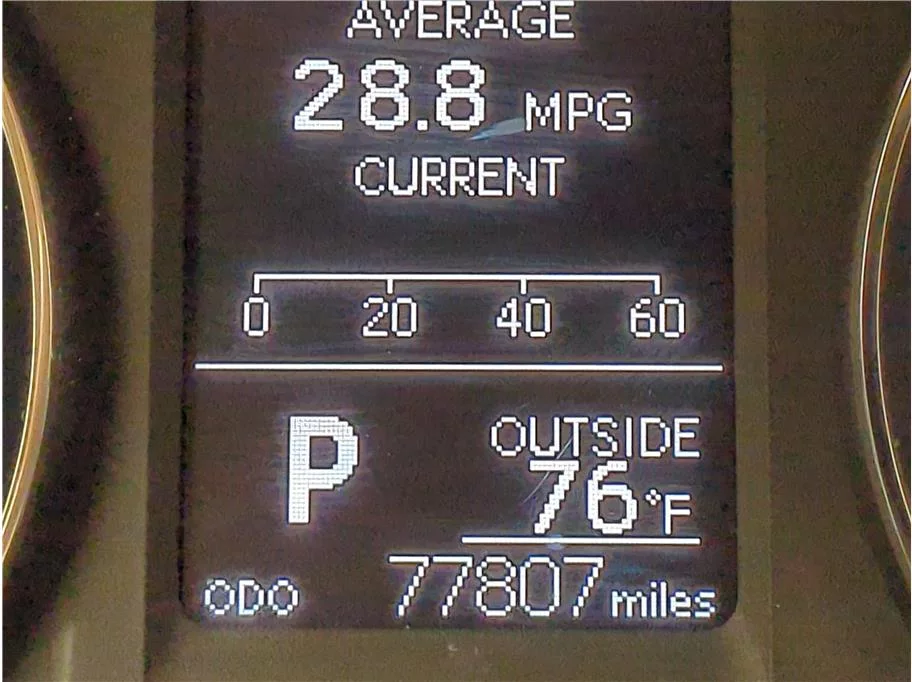 AVERAGE
28.8 MPG
CURRENT
0 20 40 60
P
OUTSIDE
76°F
ODO 77807 miles